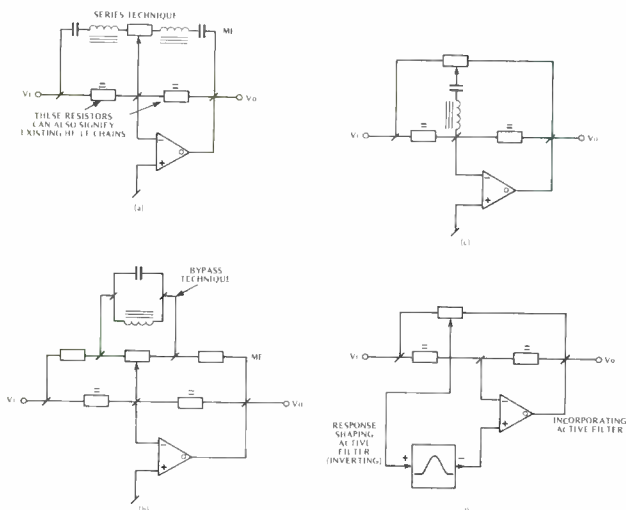 SERIES TECHNIQUE
MF
Vi
Vo
THESE RESISTORS
CAN ALSO SIGNIFY
EXISTING HF LF CHAINS
(a)
Vi
Vo
(c)
BYPASS
TECHNIQUE
MF
Vi
Vo
(b)
Vi
Vo
RESPONSE
SHAPING
ACTIVE
FILTER
(INVERTING)
INCORPORATING
ACTIVE FILTER